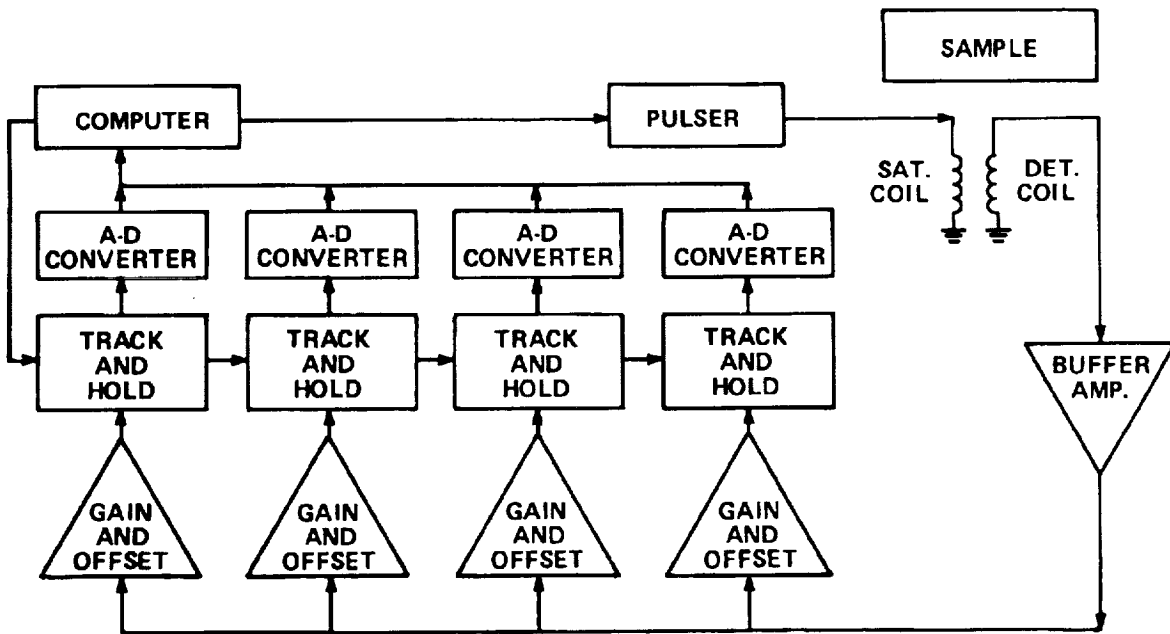 SAMPLE
COMPUTER
PULSER
SAT.
COIL
DET.
COIL
A-D
CONVERTER
A-D
CONVERTER
A-D
CONVERTER
A-D
CONVERTER
TRACK
AND
HOLD
TRACK
AND
HOLD
TRACK
AND
HOLD
TRACK
AND
HOLD
BUFFER
AMP.
GAIN
AND
OFFSET
GAIN
AND
OFFSET
GAIN
AND
OFFSET
GAIN
AND
OFFSET